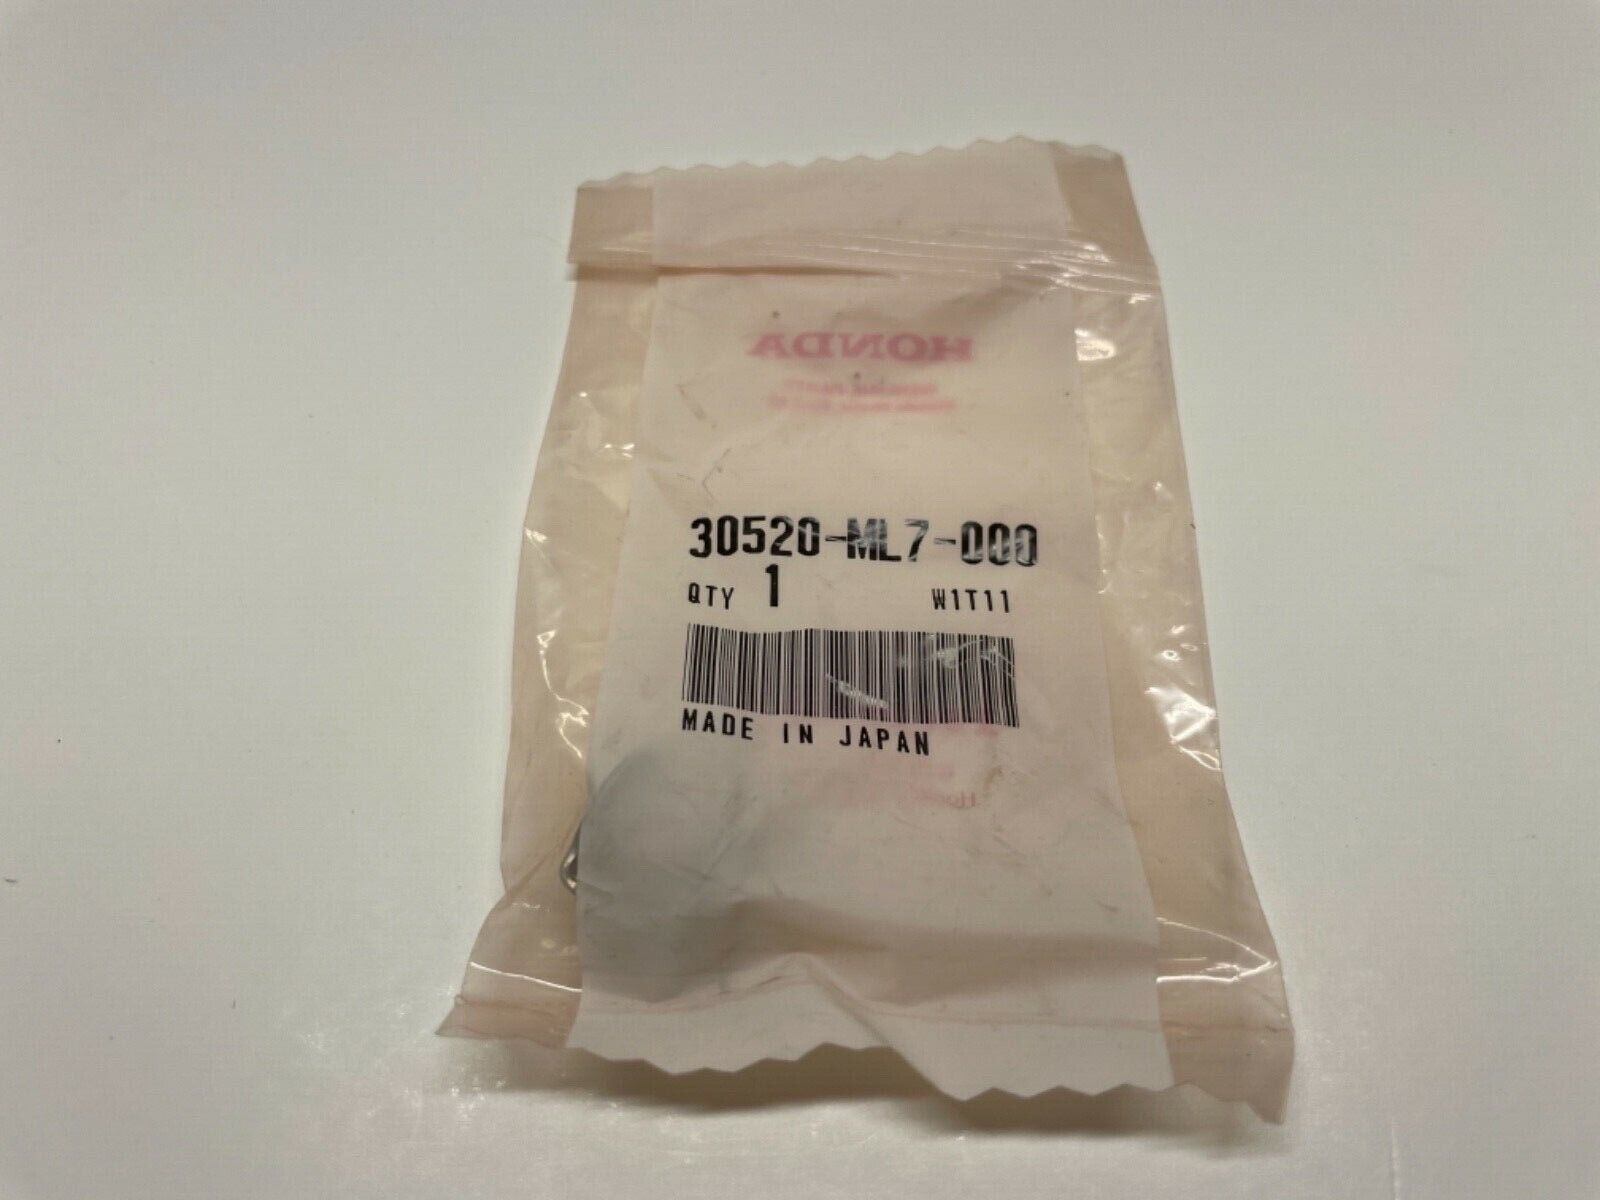 HONDA
30520-ML7-000
QTY 1 W1T11
MADE IN JAPAN